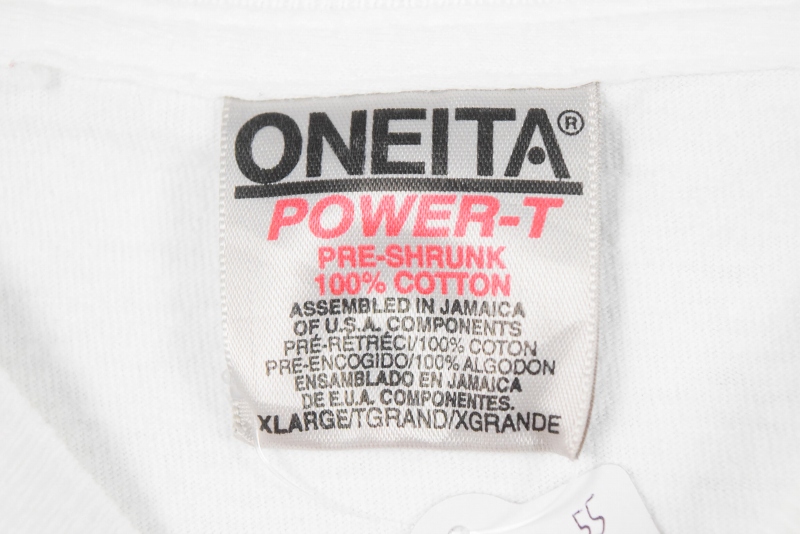 ONEITA®
POWER-T
PRE-SHRUNK
100% COTTON
ASSEMBLED IN JAMAICA
OF U.S.A. COMPONENTS
PRÉ-RÉTRÉCI/100% COTON
PRE-ENCOGIDO/100% ALGODON
ENSAMBLADO EN JAMAICA
DE E.U.A. COMPONENTES.
XLARGE/TGRAND/XGRANDE
55